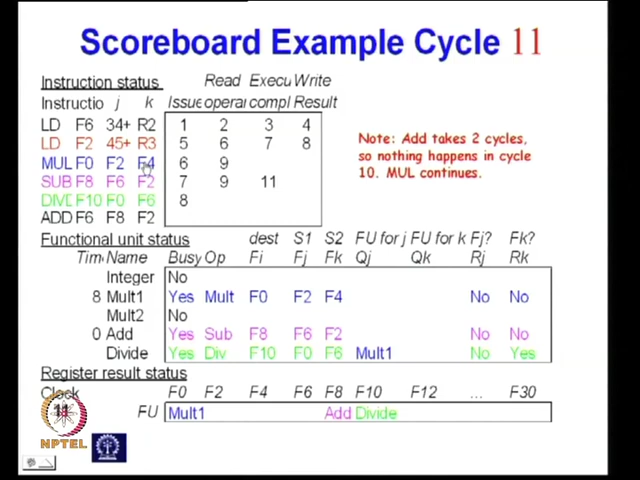 Scoreboard Example Cycle 11
Instruction status Read Execu Write
Instructio j k Issue operar compl Result
LD F6 34+ R2 1 2 3 4
LD F2 45+ R3 5 6 7 8
MUL F0 F2 F4 6 9
SUB F8 F6 F2 7 9 11
DIVD F10 F0 F6 8
ADD F6 F8 F2
Note: Add takes 2 cycles,
so nothing happens in cycle
10. MUL continues.
Functional unit status dest S1 S2 FU for j FU for k Fj? Fk?
Tim Name Busy Op Fi Fj Fk Qj Qk Rj Rk
Integer No
8 Mult1 Yes Mult F0 F2 F4 No No
Mult2 No
0 Add Yes Sub F8 F6 F2 No No
Divide Yes Div F10 F0 F6 Mult1 No Yes
Register result status
Clock F0 F2 F4 F6 F8 F10 F12 ... F30
11 FU Mult1 Add Divide
NPTEL